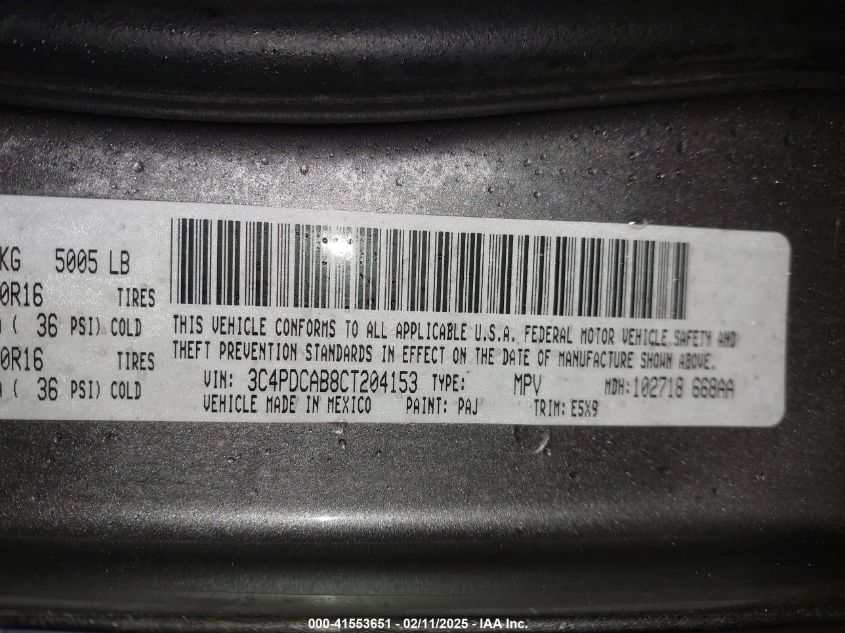 KG 5005 LB
0R16 TIRES
( 36 PSI) COLD
0R16 TIRES
( 36 PSI) COLD
THIS VEHICLE CONFORMS TO ALL APPLICABLE U.S.A. FEDERAL MOTOR VEHICLE SAFETY AND
THEFT PREVENTION STANDARDS IN EFFECT ON THE DATE OF MANUFACTURE SHOWN ABOVE.
VIN: 3C4PDCAB8CT204153 TYPE: MPV MDH: 102718 668AA
VEHICLE MADE IN MEXICO PAINT: PAJ TRIM: E5X9
000-41553651 - 02/11/2025 - IAA Inc.